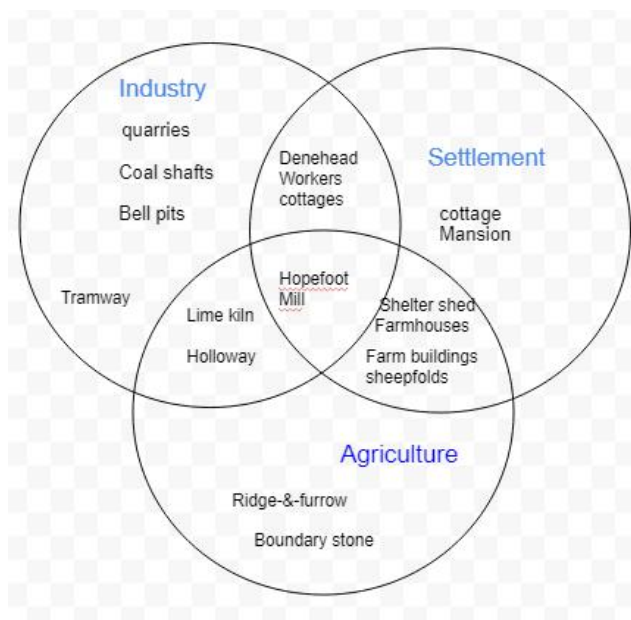 Industry
quarries
Coal shafts
Bell pits
Tramway
Denehead
Workers
cottages
Settlement
cottage
Mansion
Hopefoot
Mill
Lime kiln
Holloway
Shelter shed
Farmhouses
Farm buildings
sheepfolds
Agriculture
Ridge-&-furrow
Boundary stone